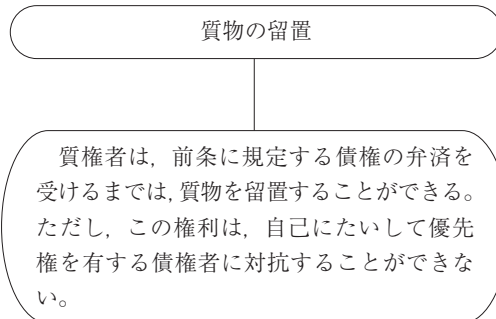 質物の留置
質権者は，前条に規定する債権の弁済を
受けるまでは，質物を留置することができる。
ただし，この権利は，自己にたいして優先
権を有する債権者に対抗することができな
い。